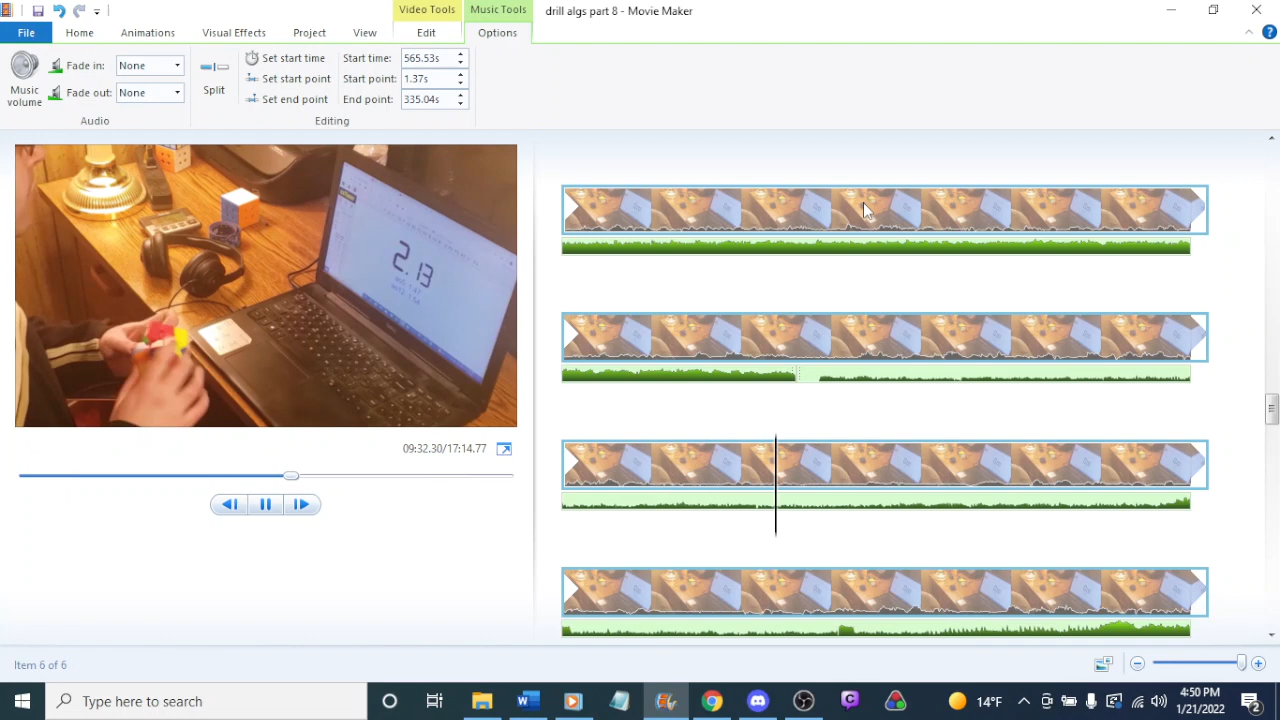 Video Tools Music Tools drill algs part 8 - Movie Maker
File Home Animations Visual Effects Project View Edit Options
Music volume
Fade in: None
Fade out: None
Audio
Split
Set start time
Set start point
Set end point
Start time: 565.53s
Start point: 1.37s
End point: 335.04s
Editing
2.13
09:32.30/17:14.77
Item 6 of 6
Type here to search
14°F
4:50 PM
1/21/2022
2